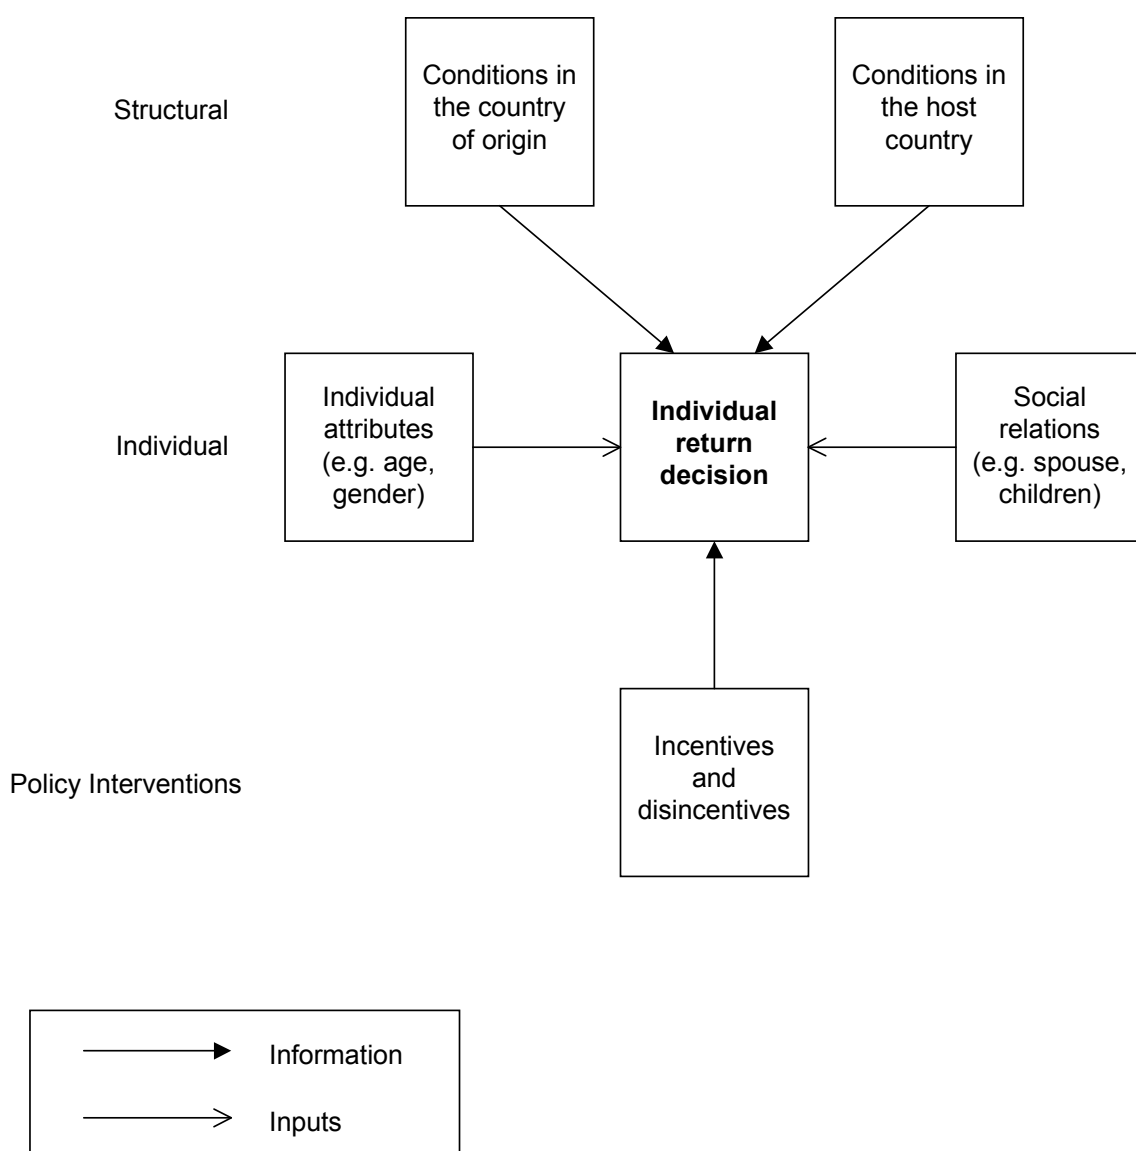 Structural
Conditions in
the country
of origin
Conditions in
the host
country
Individual
Individual
attributes
(e.g. age,
gender)
Individual
return
decision
Social
relations
(e.g. spouse,
children)
Policy Interventions
Incentives
and
disincentives
Information
Inputs